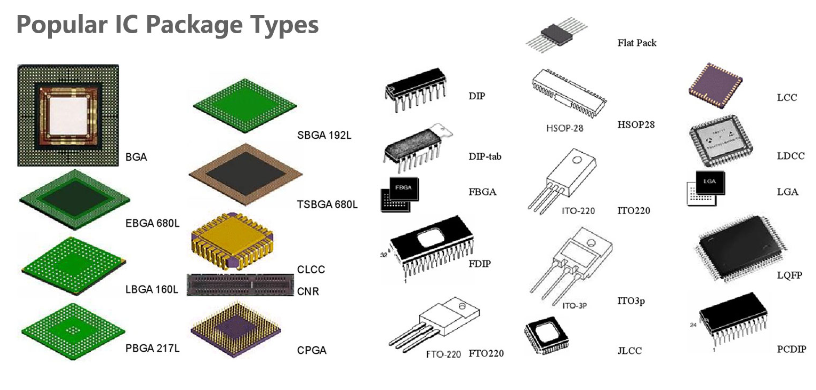 Popular IC Package Types
BGA
EBGA 680L
LBGA 160L
PBGA 217L
SBGA 192L
TSBGA 680L
CLCC
CNR
CPGA
DIP
DIP-tab
FBGA
FBGA
FDIP
1
FTO-220
FTO220
Flat Pack
HSOP-28
HSOP28
ITO-220
ITO220
ITO-3P
ITO3p
JLCC
LCC
LDCC
LGA
LGA
LQFP
24
1
PCDIP